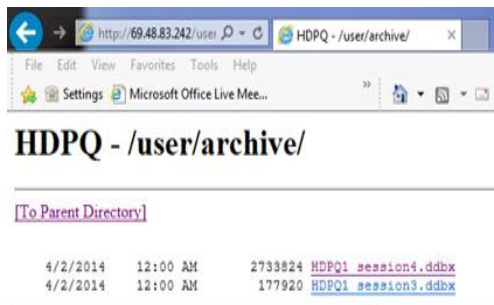 http://69.48.83.242/user
HDPQ - /user/archive/
File Edit View Favorites Tools Help
Settings Microsoft Office Live Mee...
HDPQ - /user/archive/
[To Parent Directory]
4/2/2014 12:00 AM 2733824 HDPQ1 session4.ddbx
4/2/2014 12:00 AM 177920 HDPQ1 session3.ddbx